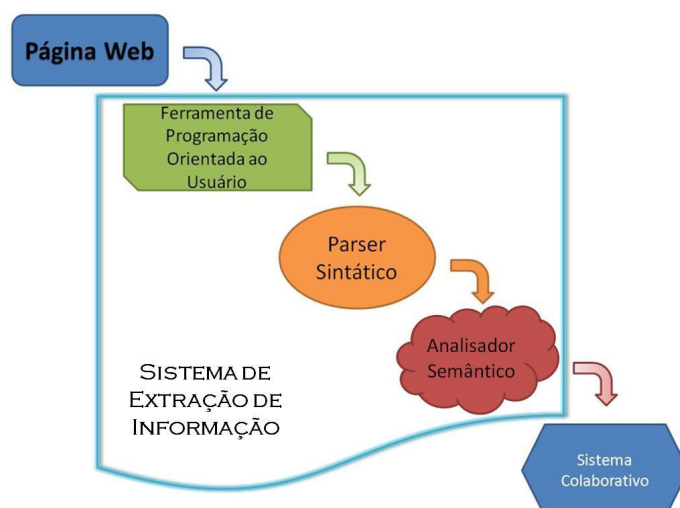 Página Web
Ferramenta de
Programação
Orientada ao
Usuário
Parser
Sintático
Analisador
Semântico
SISTEMA DE
EXTRAÇÃO DE
INFORMAÇÃO
Sistema
Colaborativo